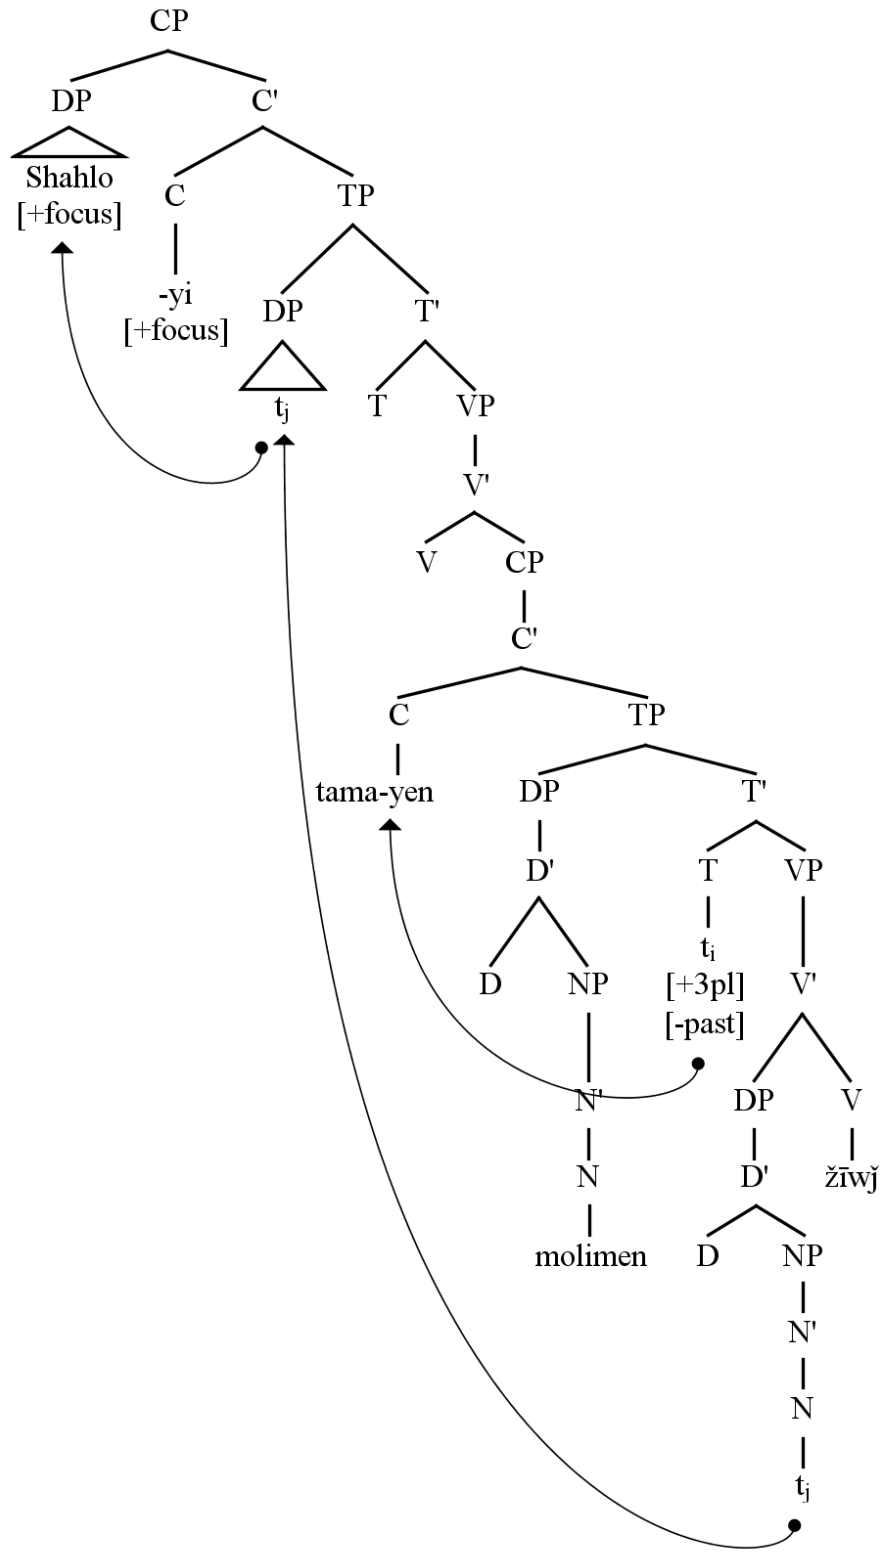 CP
DP C'
Shahlo
[+focus]
C TP
-yi
[+focus]
DP T'
tⱼ
T VP
V'
V CP
C'
C TP
tama-yen
DP T'
D'
T VP
D NP
tᵢ
[+3pl]
[-past]
V'
N'
DP V
N
D'
žīwǰ
molimen
D NP
N'
N
tⱼ